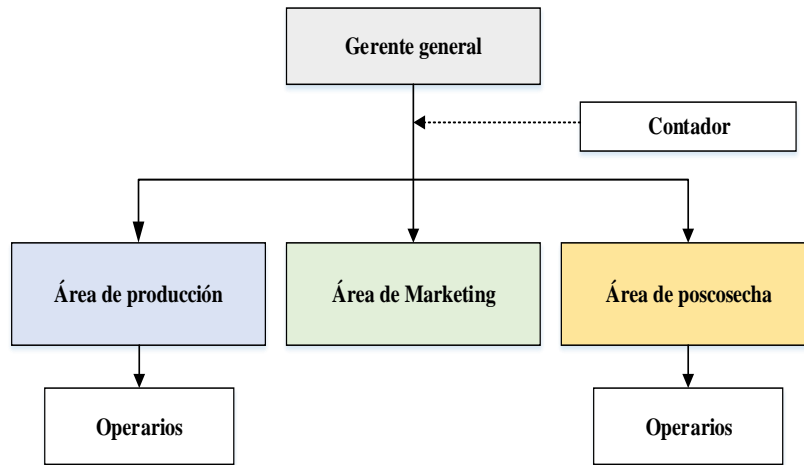 Gerente general
Contador
Área de producción
Área de Marketing
Área de poscosecha
Operarios
Operarios